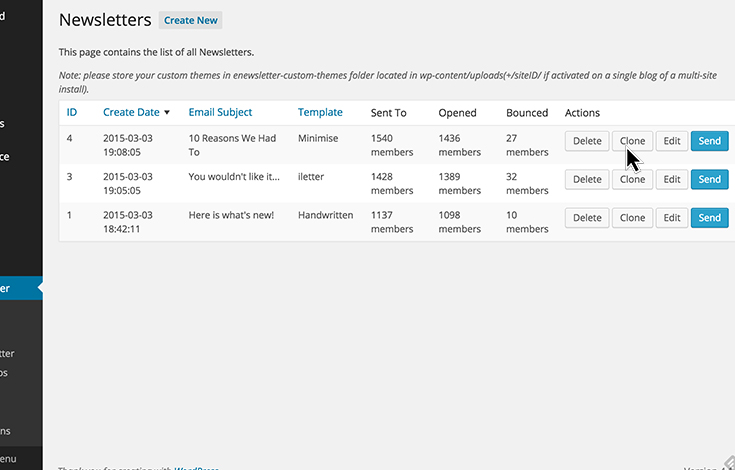 d
Newsletters Create New
This page contains the list of all Newsletters.
Note: please store your custom themes in enewsletter-custom-themes folder located in wp-content/uploads(+/siteID/ if activated on a single blog of a multi-site
install).
ID Create Date Email Subject Template Sent To Opened Bounced Actions
4 2015-03-03 10 Reasons We Had Minimise 1540 1436 27 Delete Clone Edit Send
19:08:05 To members members members
3 2015-03-03 You wouldn't like it... iletter 1428 1389 32 Delete Clone Edit Send
19:05:05 members members members
1 2015-03-03 Here is what's new! Handwritten 1137 1098 10 Delete Clone Edit Send
18:42:11 members members members
s
ce
er
tter
os
ns
enu
Thank you for creating with WordPress